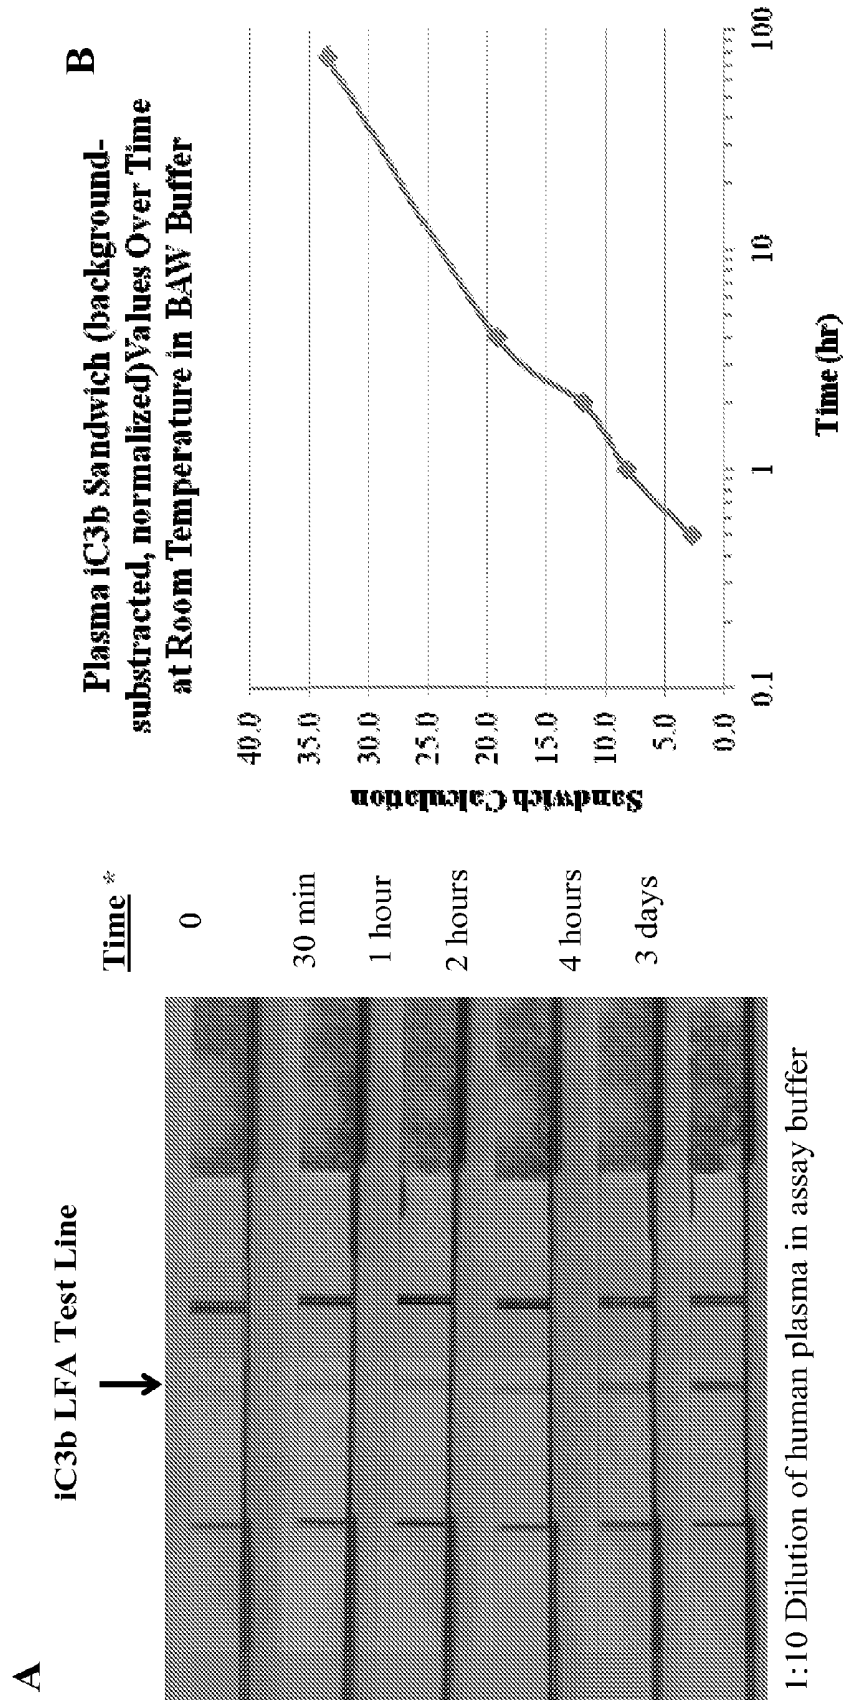 A
iC3b LFA Test Line
Time *
0
30 min
1 hour
2 hours
4 hours
3 days
1:10 Dilution of human plasma in assay buffer
B
Plasma iC3b Sandwich (background-
substracted, normalized)Values Over Time
at Room Temperature in BAW Buffer
Sandwich Calculation
40.0
35.0
30.0
25.0
20.0
15.0
10.0
5.0
0.0
0.1
1
10
100
Time (hr)